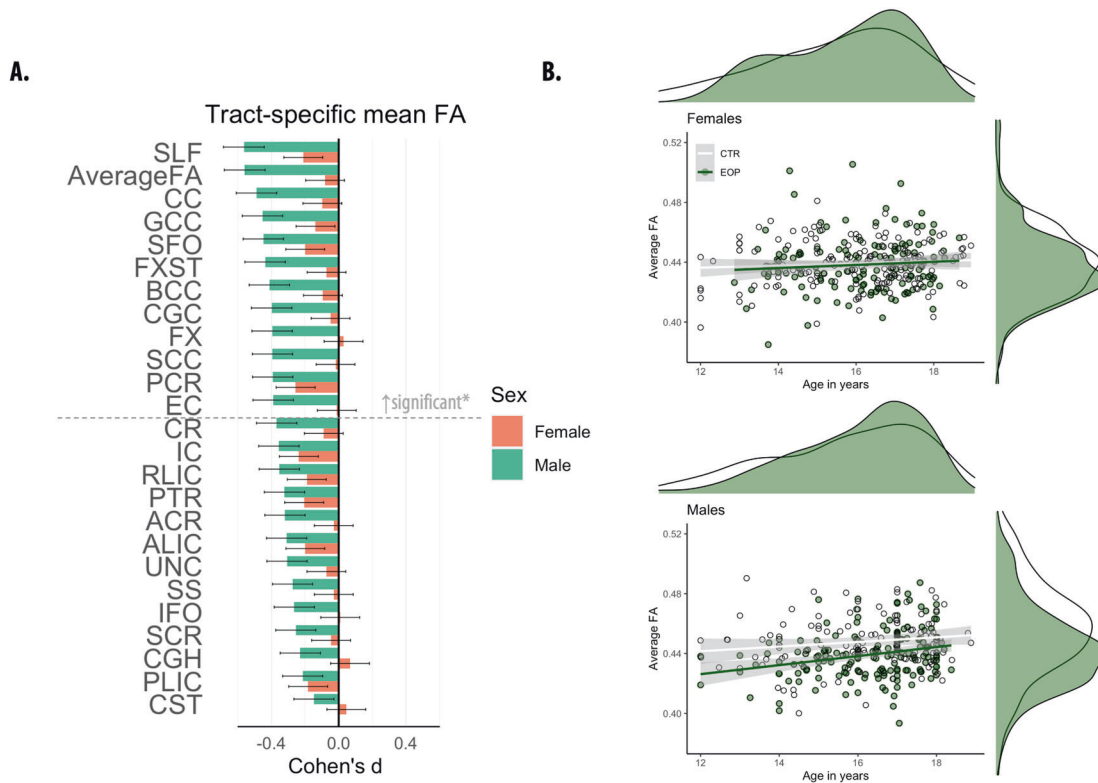 A.
Tract-specific mean FA
SLF
AverageFA
CC
GCC
SFO
FXST
BCC
CGC
FX
SCC
PCR
EC
CR
IC
RLIC
PTR
ACR
ALIC
UNC
SS
IFO
SCR
CGH
PLIC
CST
↑significant*
-0.4 0.0 0.4
Cohen's d
Sex
Female
Male
B.
Females
CTR
EOP
0.52
0.48
0.44
0.40
Average FA
12 14 16 18
Age in years
Males
0.52
0.48
0.44
0.40
Average FA
12 14 16 18
Age in years